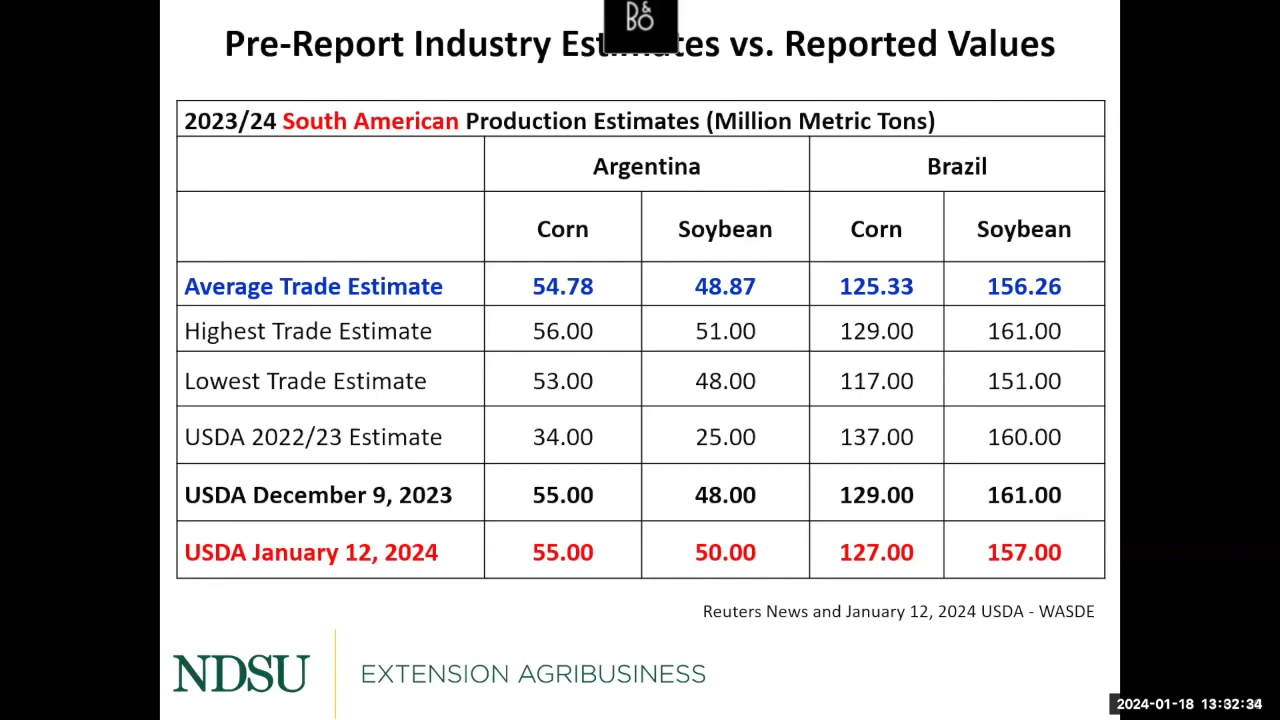 D&
BO
Pre-Report Industry Estimates vs. Reported Values
2023/24 South American Production Estimates (Million Metric Tons)
Argentina Brazil
Corn Soybean Corn Soybean
Average Trade Estimate 54.78 48.87 125.33 156.26
Highest Trade Estimate 56.00 51.00 129.00 161.00
Lowest Trade Estimate 53.00 48.00 117.00 151.00
USDA 2022/23 Estimate 34.00 25.00 137.00 160.00
USDA December 9, 2023 55.00 48.00 129.00 161.00
USDA January 12, 2024 55.00 50.00 127.00 157.00
Reuters News and January 12, 2024 USDA - WASDE
NDSU EXTENSION AGRIBUSINESS
2024-01-18 13:32:34